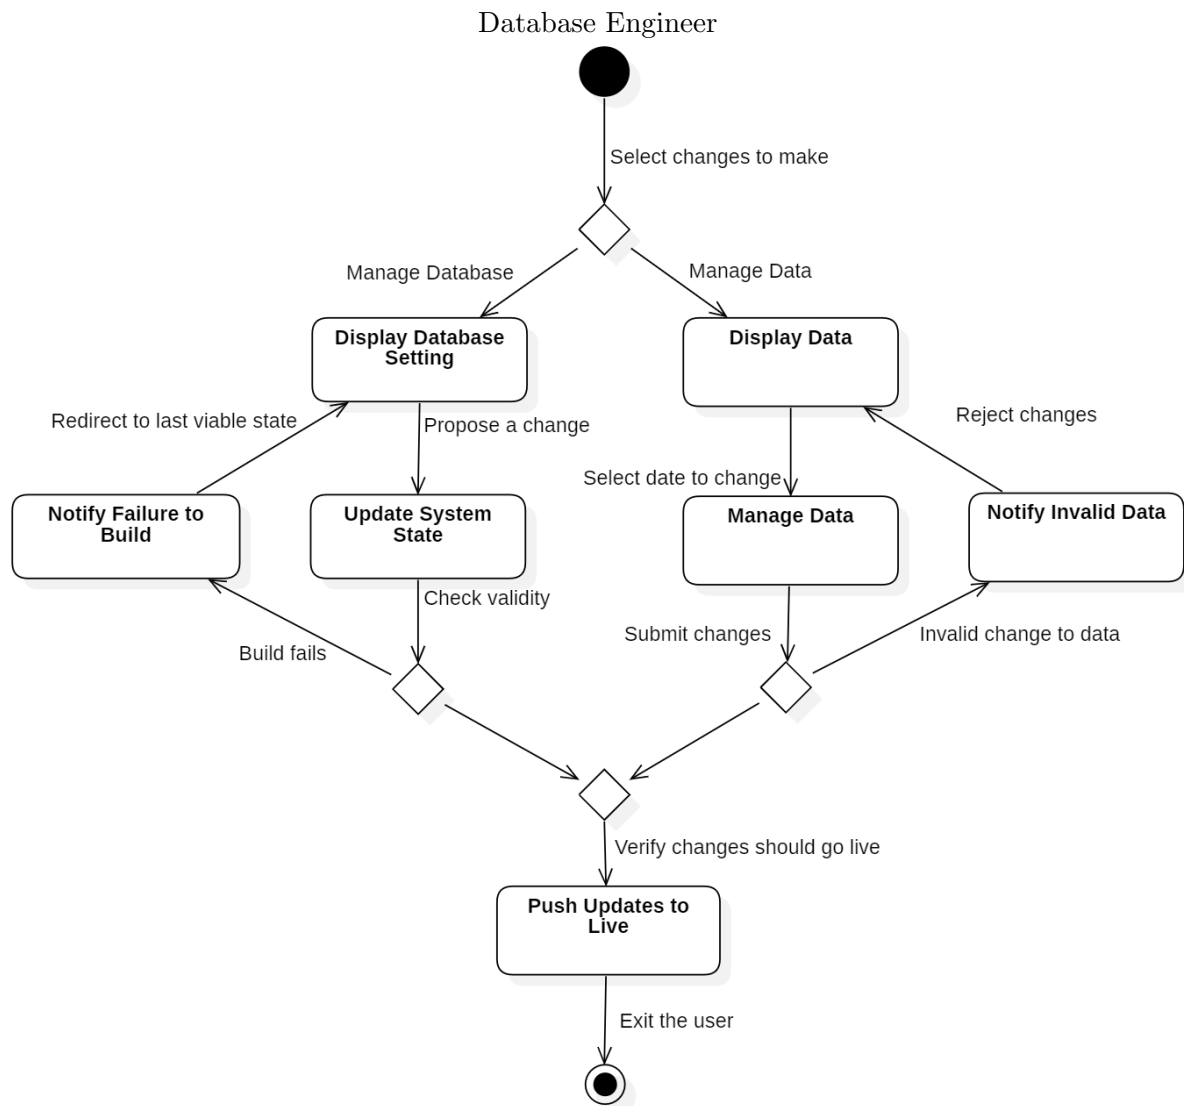 Database Engineer
Select changes to make
Manage Database
Manage Data
Display Database
Setting
Display Data
Redirect to last viable state
Propose a change
Reject changes
Select date to change
Notify Failure to
Build
Update System
State
Manage Data
Notify Invalid Data
Check validity
Submit changes
Invalid change to data
Build fails
Verify changes should go live
Push Updates to
Live
Exit the user